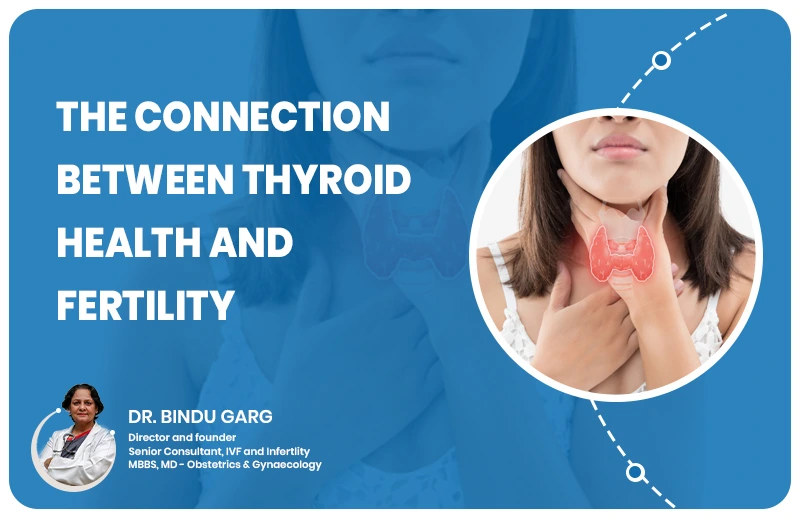 THE CONNECTION
BETWEEN THYROID
HEALTH AND
FERTILITY
DR. BINDU GARG
Director and founder
Senior Consultant, IVF and Infertlity
MBBS, MD - Obstetrics & Gynaecology